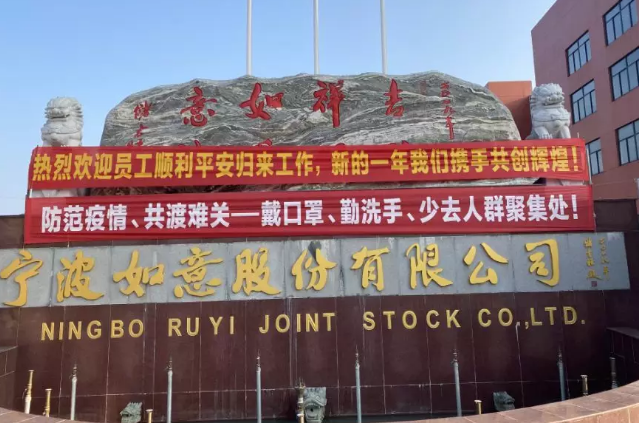 吉祥如意
热烈欢迎员工顺利平安归来工作，新的一年我们携手共创辉煌！
防范疫情、共渡难关—戴口罩、勤洗手、少去人群聚集处！
宁波如意股份有限公司
NINGBO RUYI JOINT STOCK CO.,LTD.